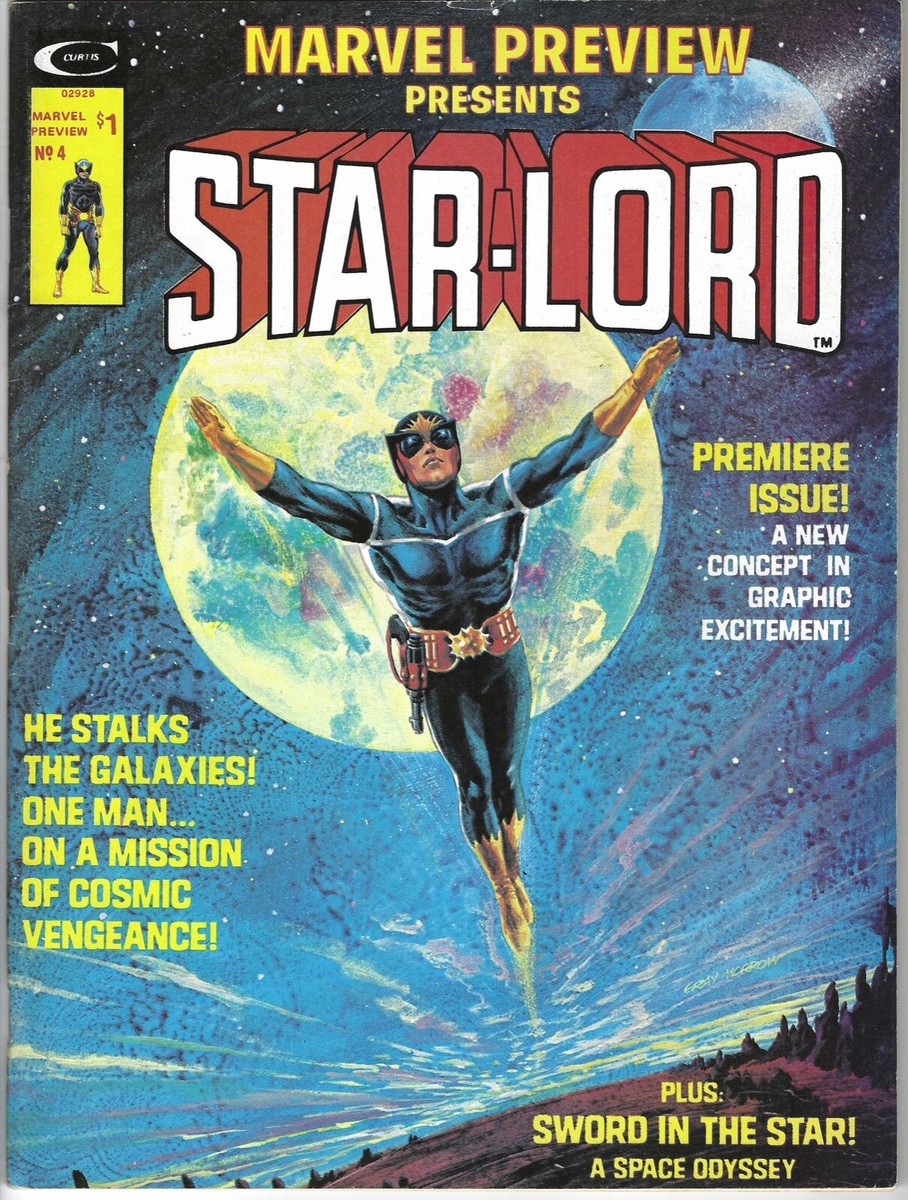 CURTIS
MARVEL PREVIEW
PRESENTS
02928
MARVEL
PREVIEW
$1
Nº 4
STAR-LORD
TM
PREMIERE
ISSUE!
A NEW
CONCEPT IN
GRAPHIC
EXCITEMENT!
HE STALKS
THE GALAXIES!
ONE MAN...
ON A MISSION
OF COSMIC
VENGEANCE!
GRAY MORROW
PLUS:
SWORD IN THE STAR!
A SPACE ODYSSEY